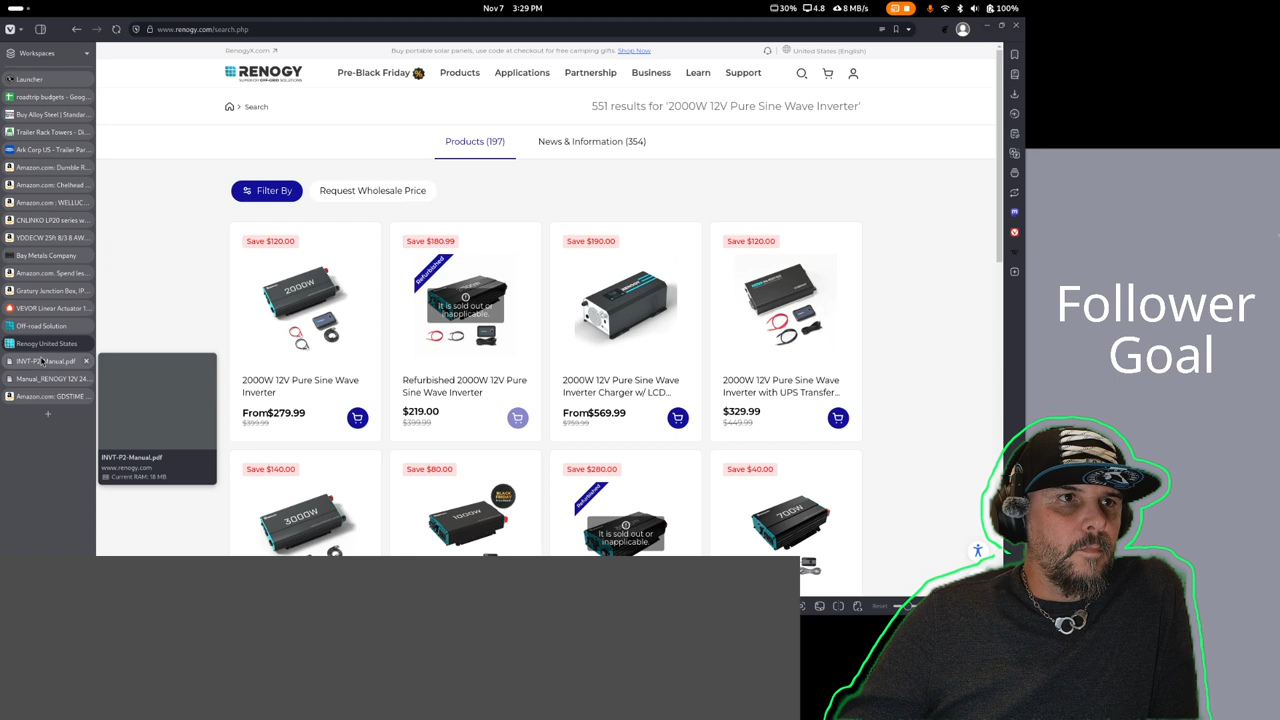 Nov 7 3:29 PM
30% 4.8 8 MB/s
100%
www.renogy.com/search.php
Workspaces
Launcher
roadtrip budgets - Goog...
Buy Alloy Steel | Standar...
Trailer Rack Towers - Di...
Ark Corp US - Trailer Par...
Amazon.com: Dumble R...
Amazon.com: Chelhead ...
Amazon.com : WELLUC...
CNLINKO LP20 series w...
YDDECW 25ft 8/3 8 AW...
Bay Metals Company
Amazon.com. Spend les...
Gratury Junction Box, IP...
VEVOR Linear Actuator 1...
Off-road Solution
Renogy United States
INVT-P2-Manual.pdf
Manual_RENOGY 12V 24...
Amazon.com: GDSTIME ...
INVT-P2-Manual.pdf
www.renogy.com
Current RAM: 18 MB
RenogyX.com
Buy portable solar panels, use code at checkout for free camping gifts. Shop Now
United States (English)
RENOGY
Pre-Black Friday Products Applications Partnership Business Learn Support
> Search
551 results for '2000W 12V Pure Sine Wave Inverter'
Products (197)
News & Information (354)
Filter By
Request Wholesale Price
Save $120.00
2000W
2000W 12V Pure Sine Wave
Inverter
From$279.99
$399.99
Save $180.99
Refurbished
It is sold out or
inapplicable.
Refurbished 2000W 12V Pure
Sine Wave Inverter
$219.00
$399.99
Save $190.00
RENOGY
2000W 12V Pure Sine Wave
Inverter Charger w/ LCD...
From$569.99
$759.99
Save $120.00
2000W 12V Pure Sine Wave
Inverter with UPS Transfer...
$329.99
$449.99
Save $140.00
3000W
Save $80.00
1000W
BLACK
FRIDAY
Save $280.00
Refurbished
It is sold out or
inapplicable.
Save $40.00
700W
Reset
Follower
Goal